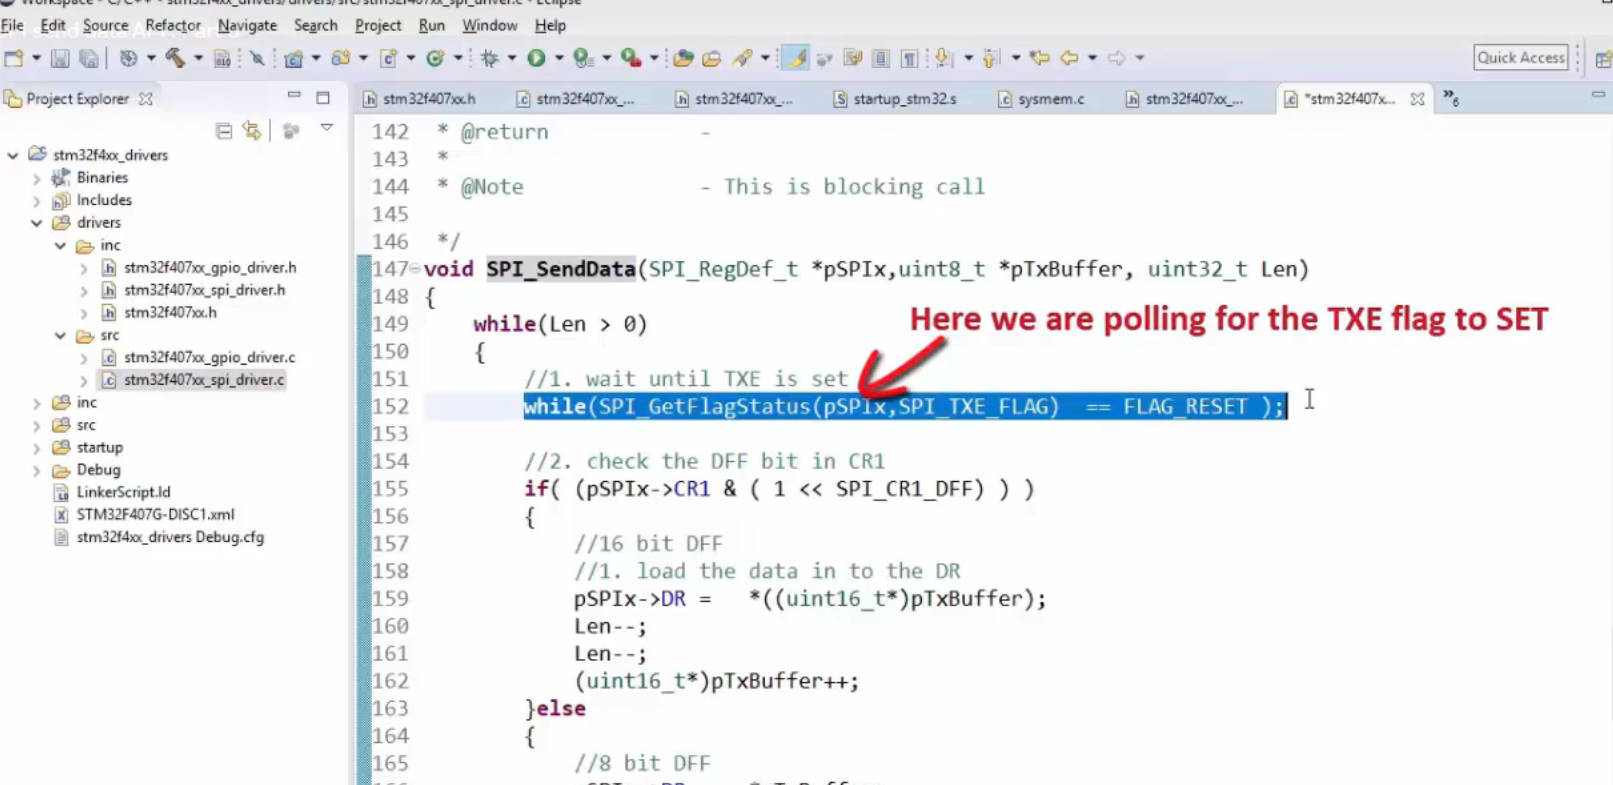 Workspace - C/C++ - stm32f4xx_drivers/drivers/src/stm32f407xx_spi_driver.c - Eclipse
File Edit Source Refactor Navigate Search Project Run Window Help
Quick Access
Project Explorer
stm32f407xx.h stm32f407xx_... stm32f407xx_... startup_stm32.s sysmem.c stm32f407xx_... *stm32f407x... »6
stm32f4xx_drivers
Binaries
Includes
drivers
inc
stm32f407xx_gpio_driver.h
stm32f407xx_spi_driver.h
stm32f407xx.h
src
stm32f407xx_gpio_driver.c
stm32f407xx_spi_driver.c
inc
src
startup
Debug
LinkerScript.ld
STM32F407G-DISC1.xml
stm32f4xx_drivers Debug.cfg
142 * @return -
143 *
144 * @Note - This is blocking call
145
146 */
147 void SPI_SendData(SPI_RegDef_t *pSPIx,uint8_t *pTxBuffer, uint32_t Len)
148 {
149 while(Len > 0)
Here we are polling for the TXE flag to SET
150 {
151 //1. wait until TXE is set
152 while(SPI_GetFlagStatus(pSPIx,SPI_TXE_FLAG) == FLAG_RESET );
153
154 //2. check the DFF bit in CR1
155 if( (pSPIx->CR1 & ( 1 << SPI_CR1_DFF) ) )
156 {
157 //16 bit DFF
158 //1. load the data in to the DR
159 pSPIx->DR = *((uint16_t*)pTxBuffer);
160 Len--;
161 Len--;
162 (uint16_t*)pTxBuffer++;
163 }else
164 {
165 //8 bit DFF